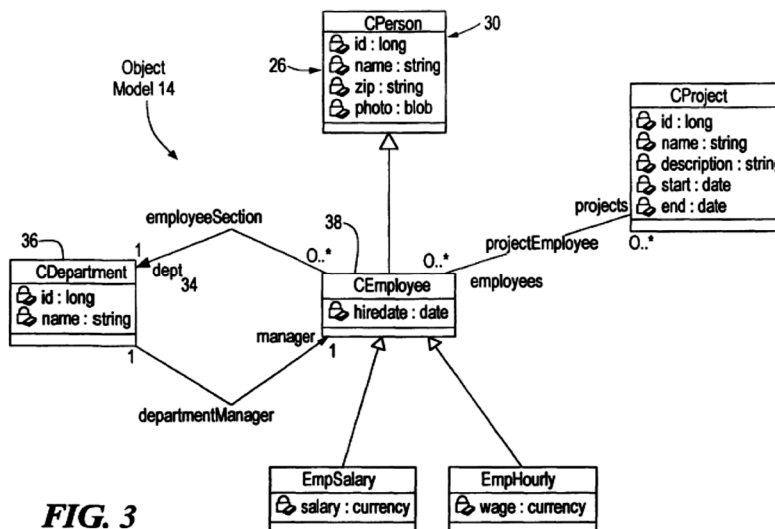 CPerson
30
id : long
26
name : string
zip : string
photo : blob
Object
Model 14
CProject
id : long
name : string
description : string
start : date
end : date
projects
employeeSection
0..*
projectEmployee
36
1
38
0..*
0..*
employees
dept
34
CDepartment
id : long
name : string
CEmployee
hiredate : date
manager
1
1
departmentManager
EmpSalary
salary : currency
EmpHourly
wage : currency
FIG. 3